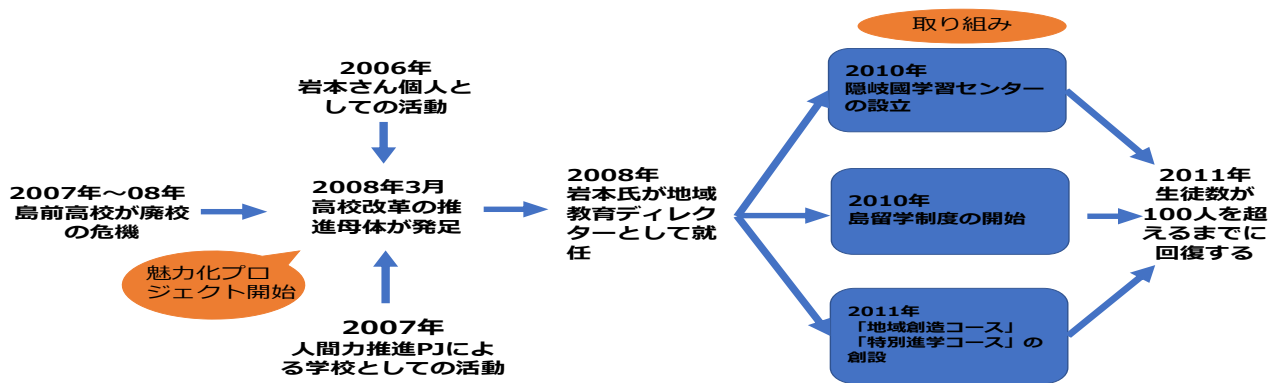 取り組み
2006年
岩本さん個人と
しての活動
2007年～08年
島前高校が廃校
の危機
2008年3月
高校改革の推
進母体が発足
魅力化プロ
ジェクト開始
2007年
人間力推進PJによ
る学校としての活動
2008年
岩本氏が地域
教育ディレク
ターとして就
任
2010年
隠岐國学習センター
の設立
2010年
島留学制度の開始
2011年
「地域創造コース」
「特別進学コース」の
創設
2011年
生徒数が
100人を超
えるまでに
回復する